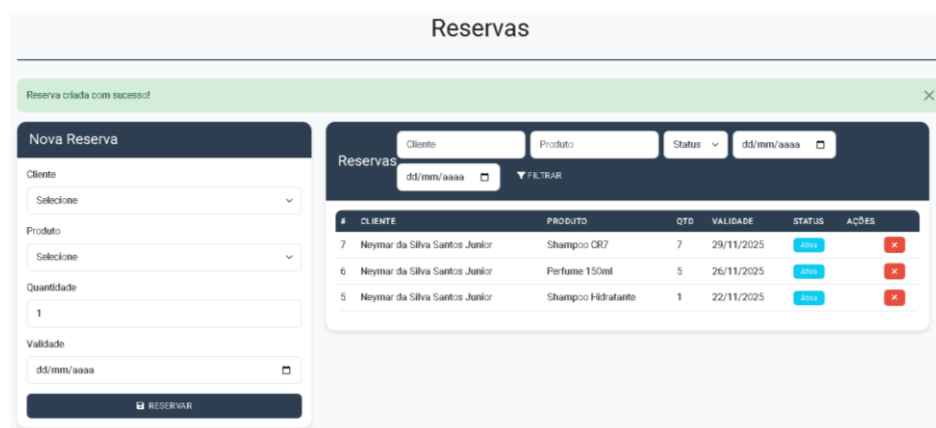 Reservas
Reserva criada com sucesso!
Nova Reserva
Cliente
Selecione
Produto
Selecione
Quantidade
1
Validade
dd/mm/aaaa
RESERVAR
Reservas
Cliente
Produto
Status
dd/mm/aaaa
dd/mm/aaaa
FILTRAR
# CLIENTE PRODUTO QTD VALIDADE STATUS AÇÕES
7 Neymar da Silva Santos Junior Shampoo CR7 7 29/11/2025 Ativa
6 Neymar da Silva Santos Junior Perfume 150ml 5 26/11/2025 Ativa
5 Neymar da Silva Santos Junior Shampoo Hidratante 1 22/11/2025 Ativa